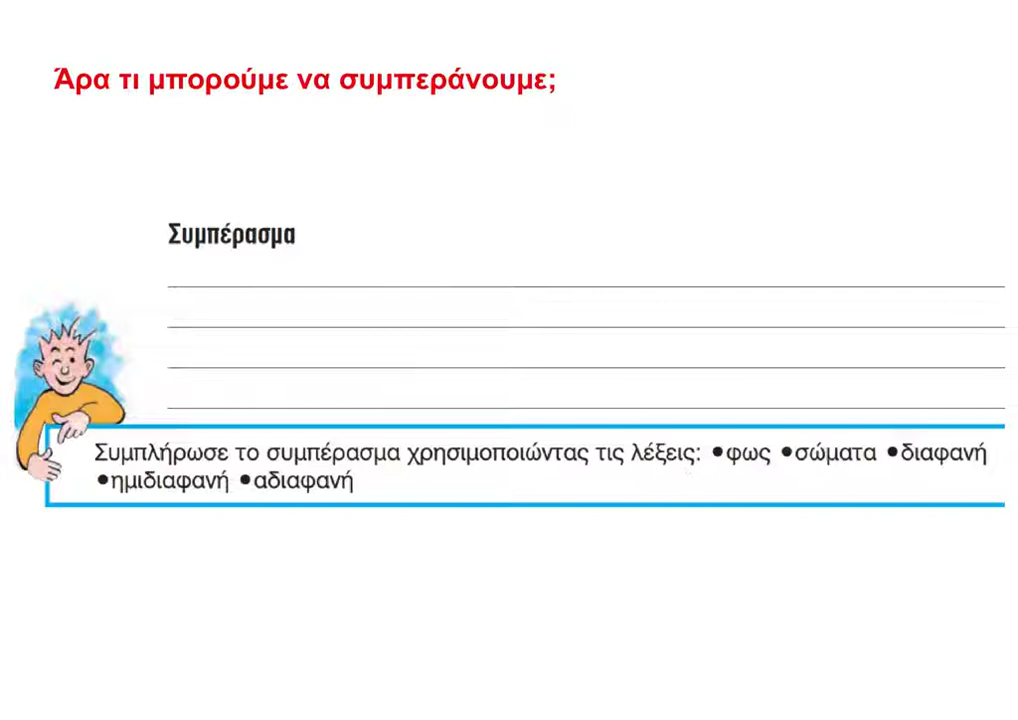 Άρα τι μπορούμε να συμπεράνουμε;
Συμπέρασμα
Συμπλήρωσε το συμπέρασμα χρησιμοποιώντας τις λέξεις: •φως •σώματα •διαφανή
•ημιδιαφανή •αδιαφανή